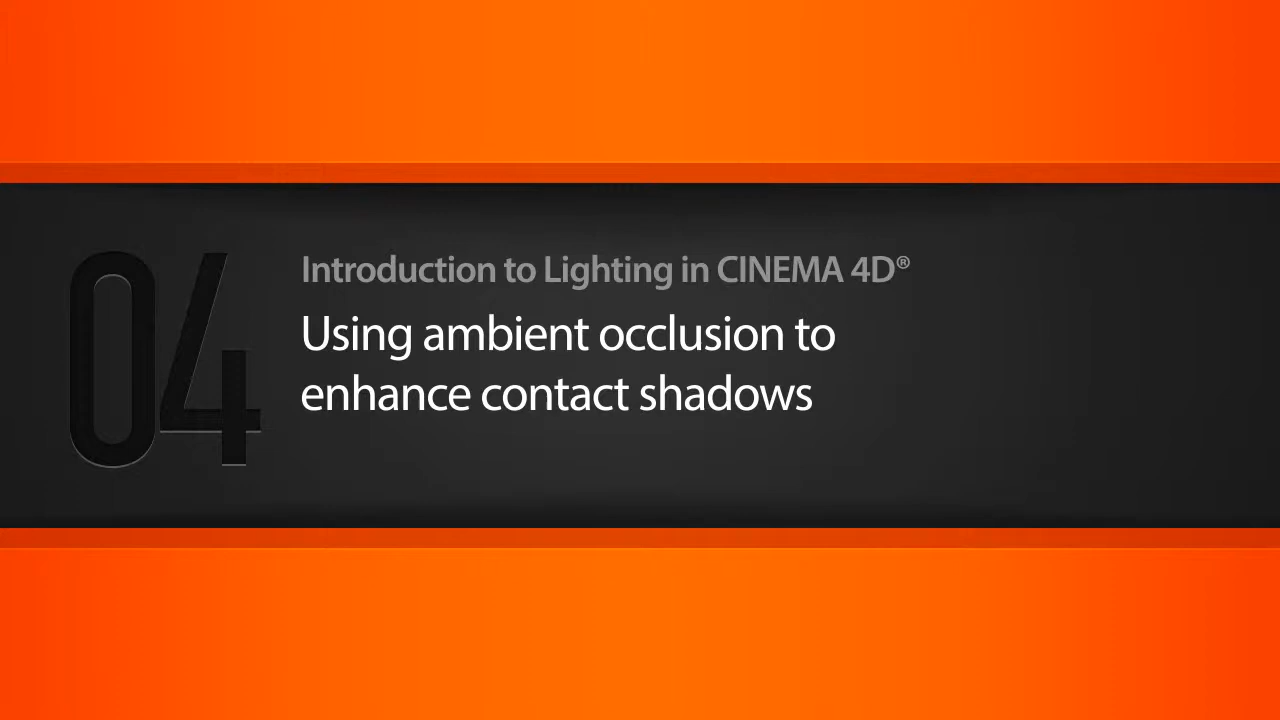 04
Introduction to Lighting in CINEMA 4D®
Using ambient occlusion to
enhance contact shadows